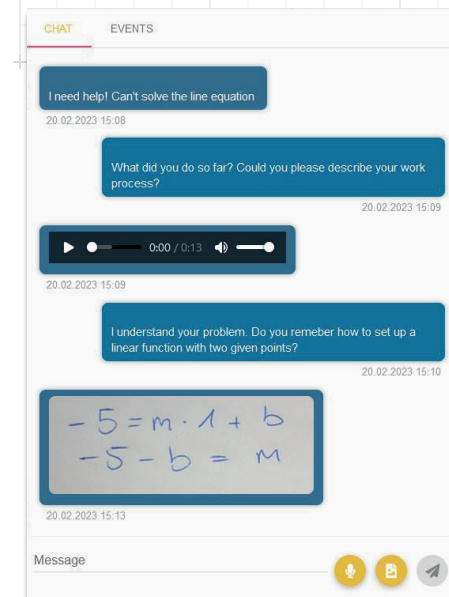 CHAT EVENTS
I need help! Can't solve the line equation
20.02.2023 15:08
What did you do so far? Could you please describe your work
process?
20.02.2023 15:09
0:00 / 0:13
20.02.2023 15:09
I understand your problem. Do you remeber how to set up a
linear function with two given points?
20.02.2023 15:10
-5 = m · 1 + b
-5 - b = m
20.02.2023 15:13
Message